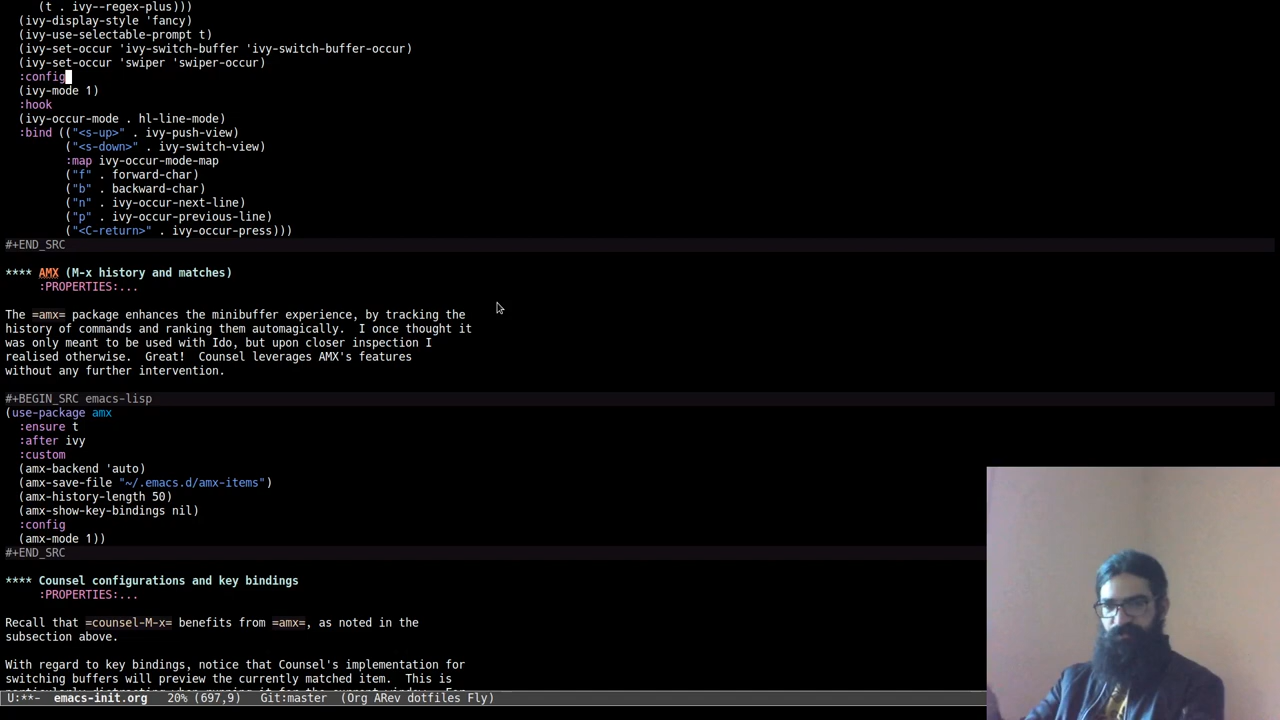 (t . ivy--regex-plus)))
(ivy-display-style 'fancy)
(ivy-use-selectable-prompt t)
(ivy-set-occur 'ivy-switch-buffer 'ivy-switch-buffer-occur)
(ivy-set-occur 'swiper 'swiper-occur)
:config
(ivy-mode 1)
:hook
(ivy-occur-mode . hl-line-mode)
:bind (("<s-up>" . ivy-push-view)
("<s-down>" . ivy-switch-view)
:map ivy-occur-mode-map
("f" . forward-char)
("b" . backward-char)
("n" . ivy-occur-next-line)
("p" . ivy-occur-previous-line)
("<C-return>" . ivy-occur-press)))
#+END_SRC
**** AMX (M-x history and matches)
:PROPERTIES:...
The =amx= package enhances the minibuffer experience, by tracking the
history of commands and ranking them automagically.  I once thought it
was only meant to be used with Ido, but upon closer inspection I
realised otherwise.  Great!  Counsel leverages AMX's features
without any further intervention.
#+BEGIN_SRC emacs-lisp
(use-package amx
:ensure t
:after ivy
:custom
(amx-backend 'auto)
(amx-save-file "~/.emacs.d/amx-items")
(amx-history-length 50)
(amx-show-key-bindings nil)
:config
(amx-mode 1))
#+END_SRC
**** Counsel configurations and key bindings
:PROPERTIES:...
Recall that =counsel-M-x= benefits from =amx=, as noted in the
subsection above.
With regard to key bindings, notice that Counsel's implementation for
switching buffers will preview the currently matched item.  This is
U:**-  emacs-init.org   20% (697,9)   Git:master  (Org ARev dotfiles Fly)